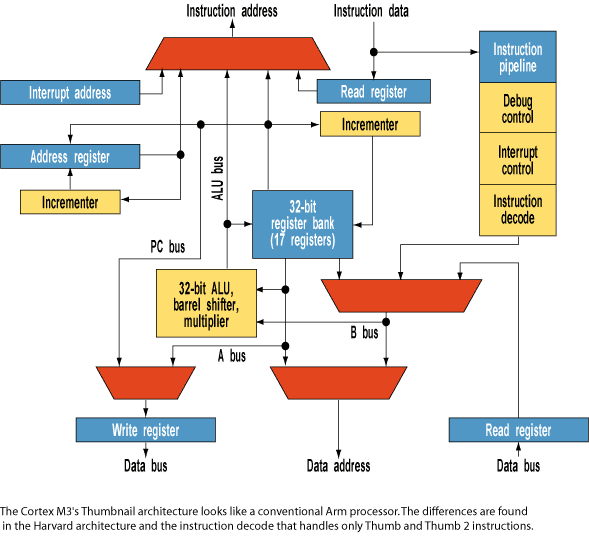 Instruction address
Instruction data
Instruction
pipeline
Interrupt address
Read register
Debug
control
Incrementer
Address register
Interrupt
control
ALU bus
Incrementer
32-bit
register bank
(17 registers)
Instruction
decode
PC bus
32-bit ALU,
barrel shifter,
multiplier
B bus
A bus
Write register
Read register
Data bus
Data address
Data bus
The Cortex M3's Thumbnail architecture looks like a conventional Arm processor. The differences are found
in the Harvard architecture and the instruction decode that handles only Thumb and Thumb 2 instructions.